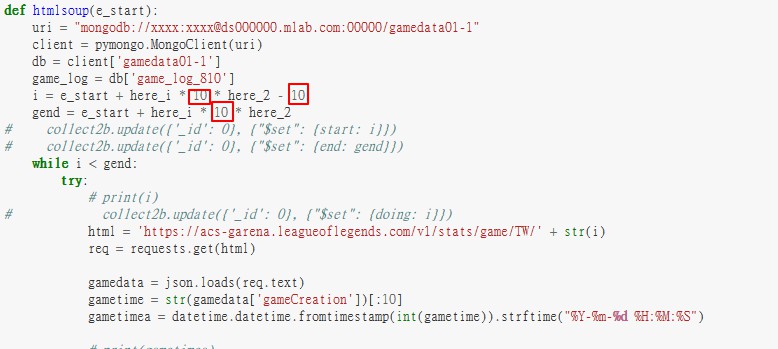 def htmlsoup(e_start):
    uri = "mongodb://xxxx:xxxx@ds000000.mlab.com:00000/gamedata01-1"
    client = pymongo.MongoClient(uri)
    db = client['gamedata01-1']
    game_log = db['game_log_810']
    i = e_start + here_i * 10 * here_2 - 10
    gend = e_start + here_i * 10 * here_2
#     collect2b.update({'_id': 0}, {"$set": {start: i}})
#     collect2b.update({'_id': 0}, {"$set": {end: gend}})
    while i < gend:
        try:
            # print(i)
#             collect2b.update({'_id': 0}, {"$set": {doing: i}})
            html = 'https://acs-garena.leagueoflegends.com/v1/stats/game/TW/' + str(i)
            req = requests.get(html)
            gamedata = json.loads(req.text)
            gametime = str(gamedata['gameCreation'])[:10]
            gametimea = datetime.datetime.fromtimestamp(int(gametime)).strftime("%Y-%m-%d %H:%M:%S")